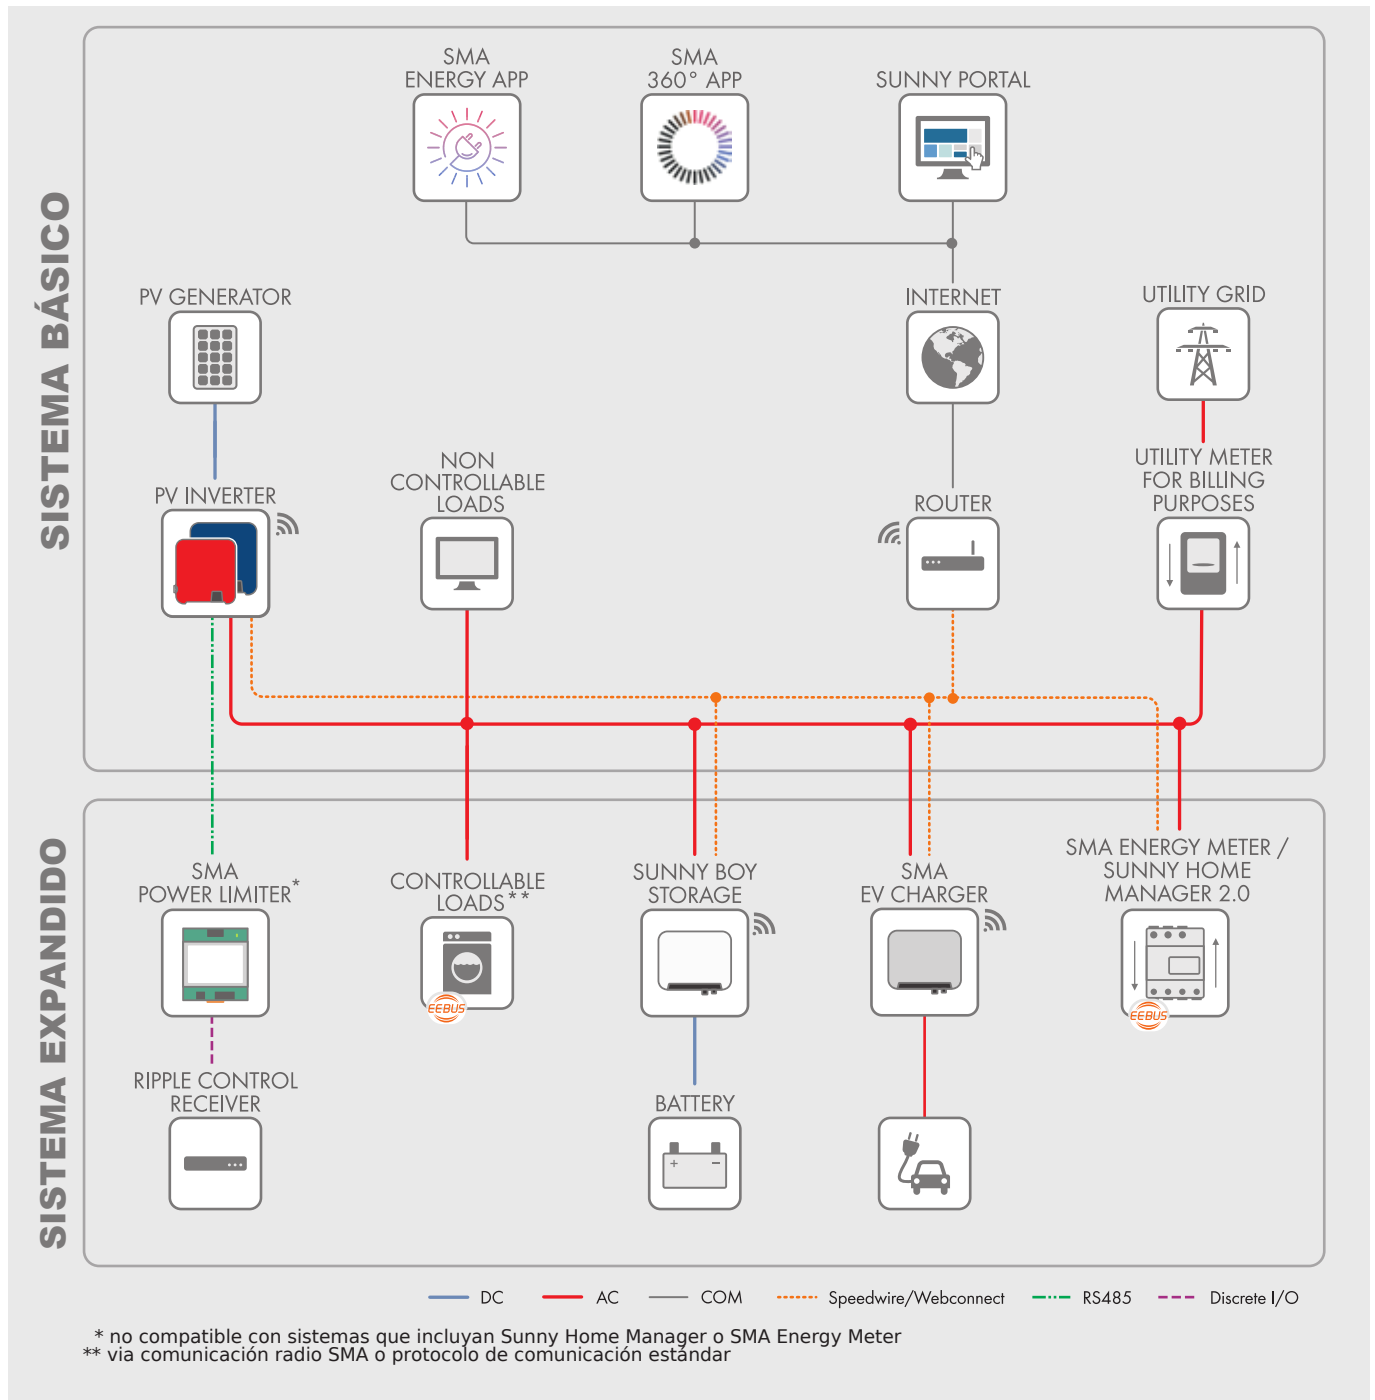 SISTEMA BÁSICO
SMA
ENERGY APP
SMA
360° APP
SUNNY PORTAL
PV GENERATOR
INTERNET
UTILITY GRID
PV INVERTER
NON
CONTROLLABLE
LOADS
ROUTER
UTILITY METER
FOR BILLING
PURPOSES
SISTEMA EXPANDIDO
SMA
POWER LIMITER*
CONTROLLABLE
LOADS**
EEBUS
SUNNY BOY
STORAGE
SMA
EV CHARGER
SMA ENERGY METER /
SUNNY HOME
MANAGER 2.0
EEBUS
RIPPLE CONTROL
RECEIVER
BATTERY
+ −
DC
AC
COM
Speedwire/Webconnect
RS485
Discrete I/O
* no compatible con sistemas que incluyan Sunny Home Manager o SMA Energy Meter
** via comunicación radio SMA o protocolo de comunicación estándar